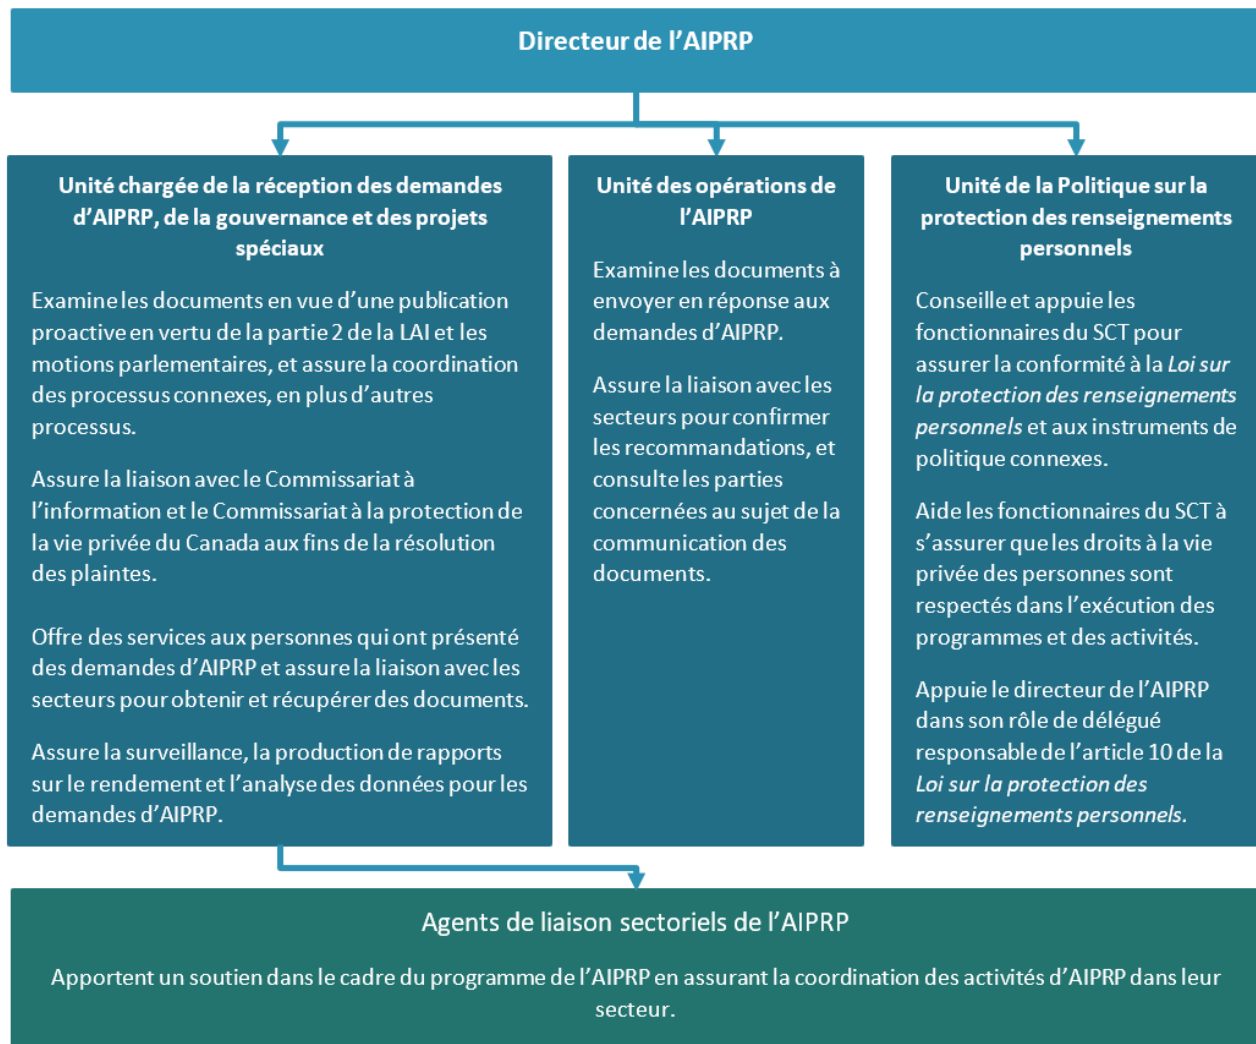 Directeur de l’AIPRP
Unité chargée de la réception des demandes
d’AIPRP, de la gouvernance et des projets
spéciaux
Examine les documents en vue d’une publication
proactive en vertu de la partie 2 de la LAI et les
motions parlementaires, et assure la coordination
des processus connexes, en plus d’autres
processus.
Assure la liaison avec le Commissariat à
l’information et le Commissariat à la protection de
la vie privée du Canada aux fins de la résolution
des plaintes.
Offre des services aux personnes qui ont présenté
des demandes d’AIPRP et assure la liaison avec les
secteurs pour obtenir et récupérer des documents.
Assure la surveillance, la production de rapports
sur le rendement et l’analyse des données pour les
demandes d’AIPRP.
Unité des opérations de
l’AIPRP
Examine les documents à
envoyer en réponse aux
demandes d’AIPRP.
Assure la liaison avec les
secteurs pour confirmer
les recommandations, et
consulte les parties
concernées au sujet de la
communication des
documents.
Unité de la Politique sur la
protection des renseignements
personnels
Conseille et appuie les
fonctionnaires du SCT pour
assurer la conformité à la Loi sur
la protection des renseignements
personnels et aux instruments de
politique connexes.
Aide les fonctionnaires du SCT à
s’assurer que les droits à la vie
privée des personnes sont
respectés dans l’exécution des
programmes et des activités.
Appuie le directeur de l’AIPRP
dans son rôle de délégué
responsable de l’article 10 de la
Loi sur la protection des
renseignements personnels.
Agents de liaison sectoriels de l’AIPRP
Apportent un soutien dans le cadre du programme de l’AIPRP en assurant la coordination des activités d’AIPRP dans leur
secteur.